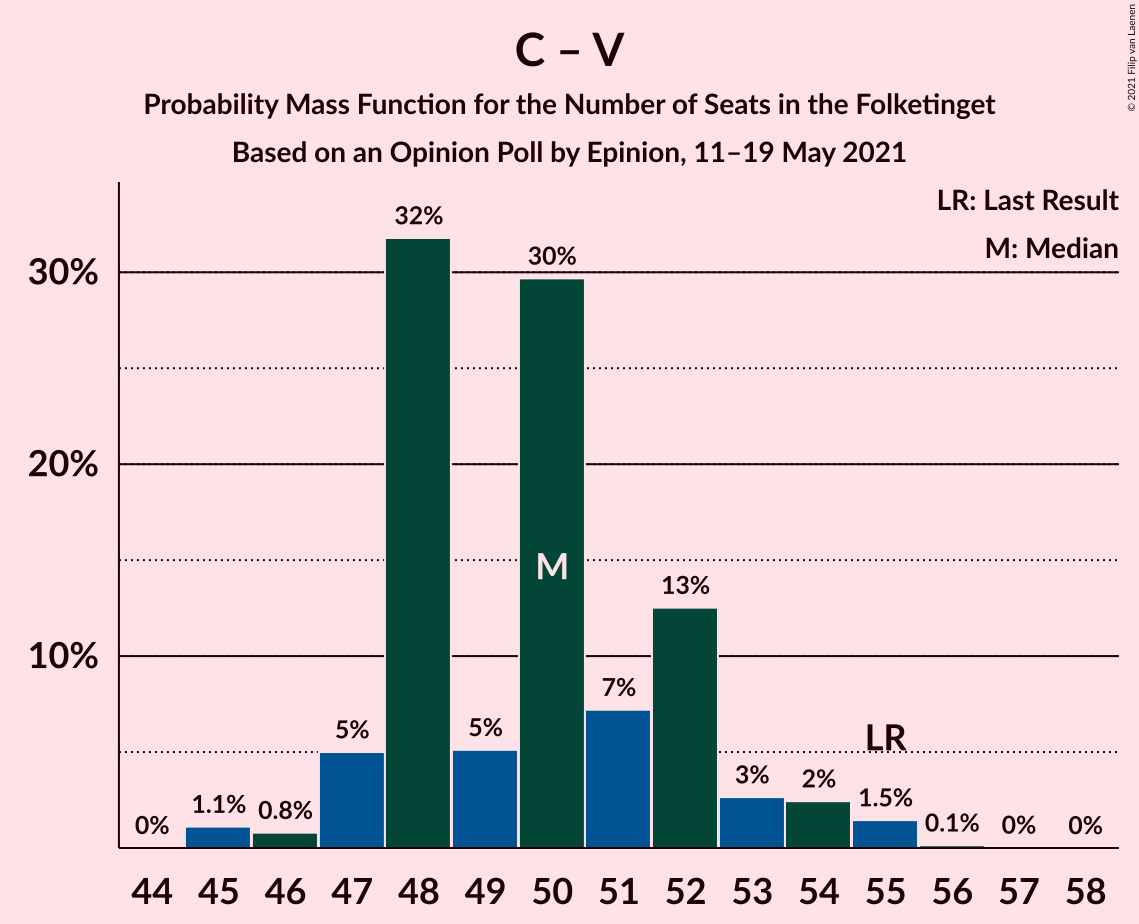 C – V
Probability Mass Function for the Number of Seats in the Folketinget
Based on an Opinion Poll by Epinion, 11–19 May 2021
© 2021 Filip van Laenen
LR: Last Result
M: Median
30%
20%
10%
0%
1.1%
0.8%
5%
32%
5%
30%
M
7%
13%
3%
2%
LR
1.5%
0.1%
0%
0%
44 45 46 47 48 49 50 51 52 53 54 55 56 57 58